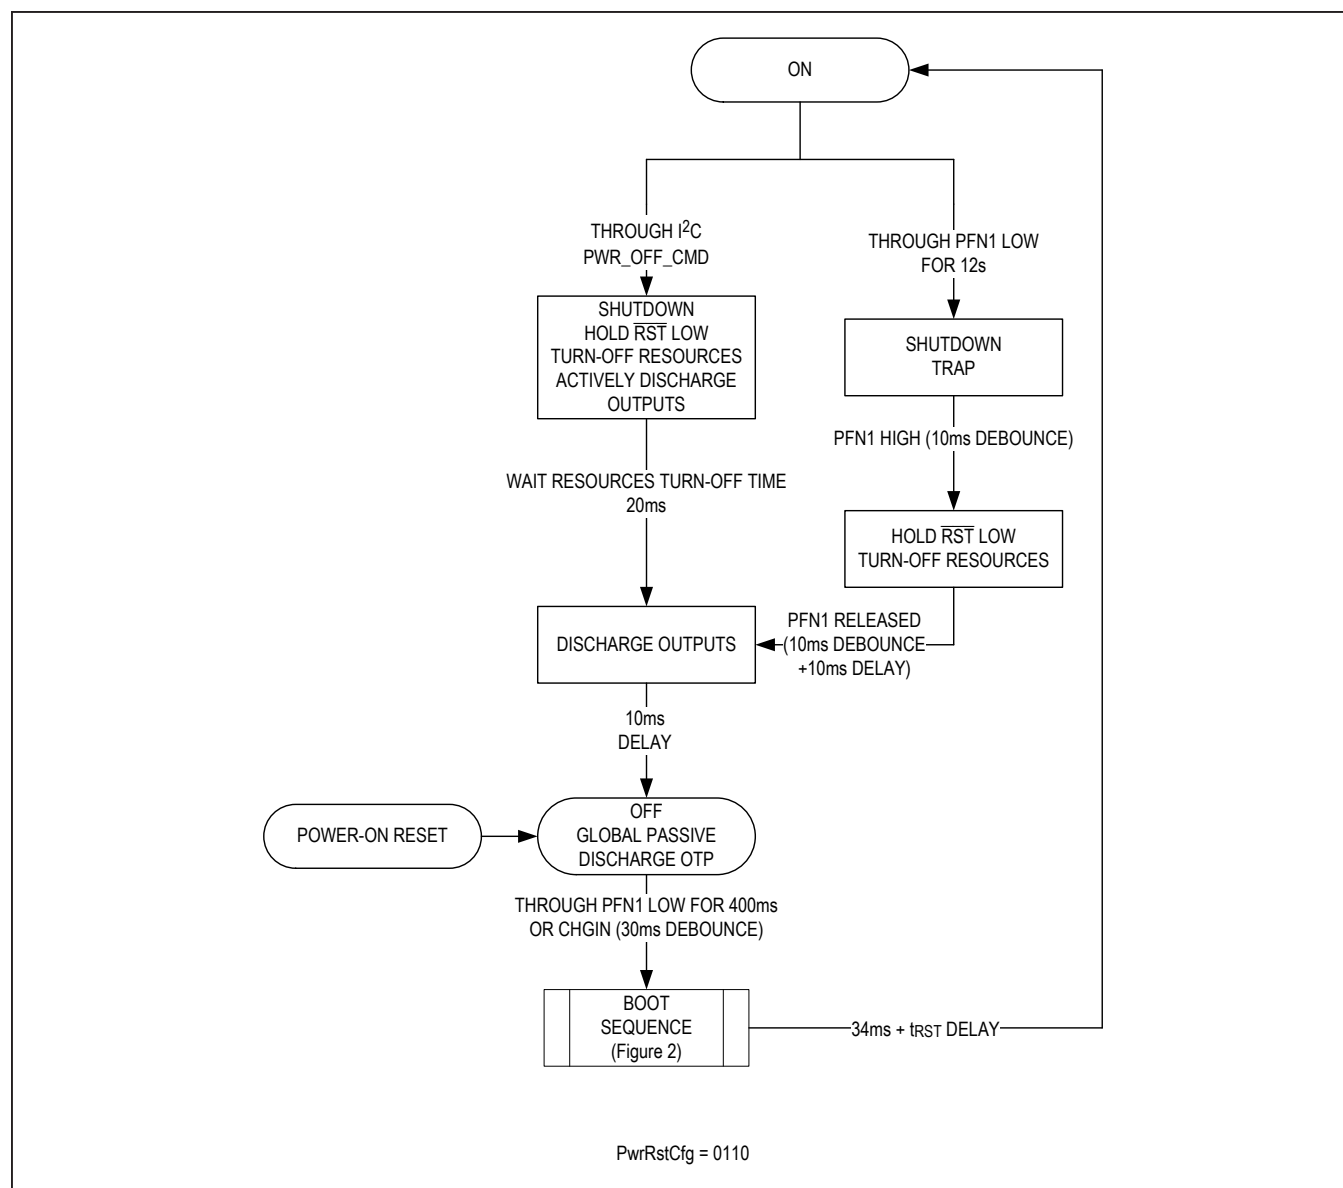 ON
THROUGH I²C
PWR_OFF_CMD
THROUGH PFN1 LOW
FOR 12s
SHUTDOWN
HOLD R̅S̅T̅ LOW
TURN-OFF RESOURCES
ACTIVELY DISCHARGE
OUTPUTS
SHUTDOWN
TRAP
PFN1 HIGH (10ms DEBOUNCE)
WAIT RESOURCES TURN-OFF TIME
20ms
HOLD R̅S̅T̅ LOW
TURN-OFF RESOURCES
DISCHARGE OUTPUTS
PFN1 RELEASED
(10ms DEBOUNCE
+10ms DELAY)
10ms
DELAY
POWER-ON RESET
OFF
GLOBAL PASSIVE
DISCHARGE OTP
THROUGH PFN1 LOW FOR 400ms
OR CHGIN (30ms DEBOUNCE)
BOOT
SEQUENCE
(Figure 2)
34ms + tRST DELAY
PwrRstCfg = 0110